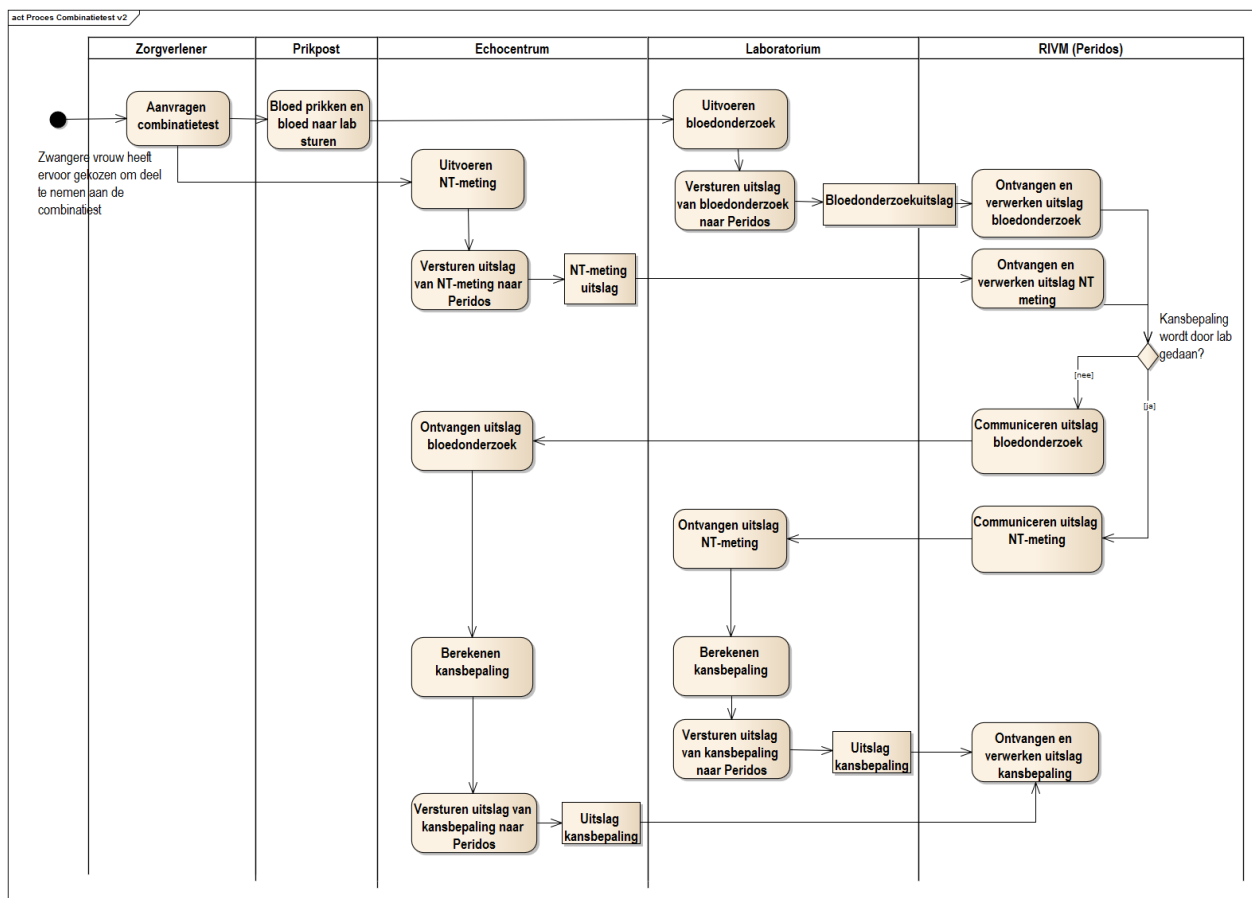 act Proces Combinatietest v2
Zorgverlener
Prikpost
Echocentrum
Laboratorium
RIVM (Peridos)
Aanvragen
combinatietest
Bloed prikken en
bloed naar lab
sturen
Uitvoeren
bloedonderzoek
Zwangere vrouw heeft
ervoor gekozen om deel
te nemen aan de
combinatiest
Uitvoeren
NT-meting
Versturen uitslag
van bloedonderzoek
naar Peridos
Bloedonderzoekuitslag
Ontvangen en
verwerken uitslag
bloedonderzoek
Versturen uitslag
van NT-meting naar
Peridos
NT-meting
uitslag
Ontvangen en
verwerken uitslag NT
meting
Kansbepaling
wordt door lab
gedaan?
[nee]
[ja]
Ontvangen uitslag
bloedonderzoek
Communiceren uitslag
bloedonderzoek
Ontvangen uitslag
NT-meting
Communiceren uitslag
NT-meting
Berekenen
kansbepaling
Berekenen
kansbepaling
Versturen uitslag
van kansbepaling
naar Peridos
Uitslag
kansbepaling
Ontvangen en
verwerken uitslag
kansbepaling
Versturen uitslag van
kansbepaling naar
Peridos
Uitslag
kansbepaling